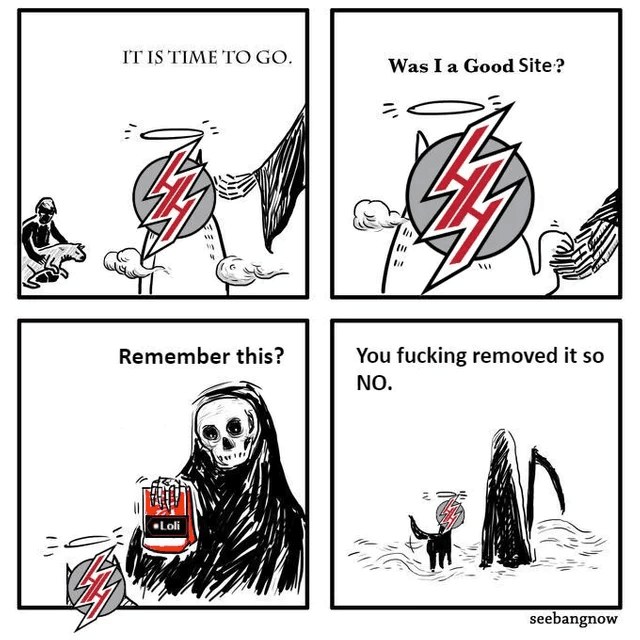 IT IS TIME TO GO.
Was I a Good Site?
Remember this?
Loli
You fucking removed it so
NO.
seebangnow